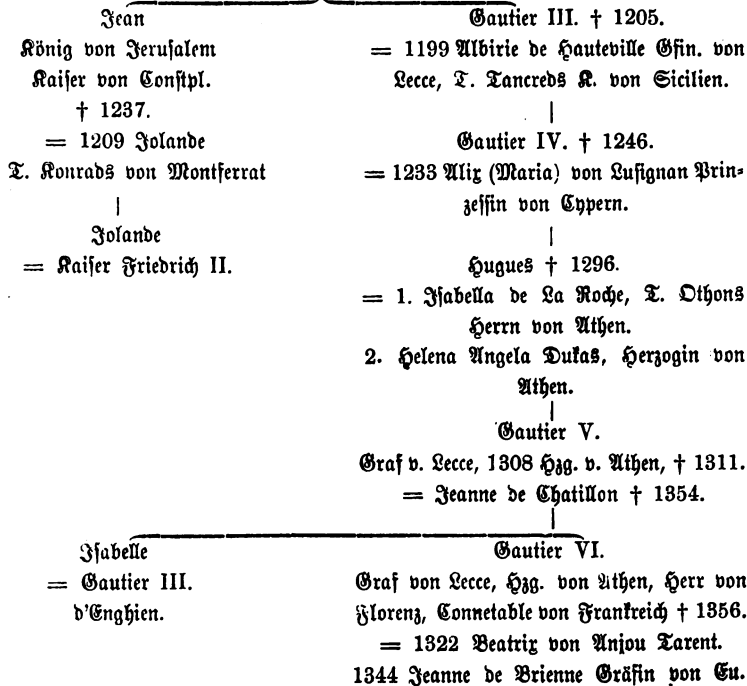 Jean
König von Jerusalem
Kaiser von Constpl.
† 1237.
= 1209 Jolande
T. Konrads von Montferrat
Jolande
= Kaiser Friedrich II.
Gautier III. † 1205.
= 1199 Albirie de Hauteville Gfin. von
Lecce, T. Tancreds K. von Sicilien.
Gautier IV. † 1246.
= 1233 Alix (Maria) von Lusignan Prin-
zessin von Cypern.
Hugues † 1296.
= 1. Isabella de La Roche, T. Othons
Herrn von Athen.
2. Helena Angela Dukas, Herzogin von
Athen.
Gautier V.
Graf v. Lecce, 1308 Hzg. v. Athen, † 1311.
= Jeanne de Chatillon † 1354.
Isabelle
= Gautier III.
d'Enghien.
Gautier VI.
Graf von Lecce, Hzg. von Athen, Herr von
Florenz, Connetable von Frankreich † 1356.
= 1322 Beatrix von Anjou Tarent.
1344 Jeanne de Brienne Gräfin von Eu.